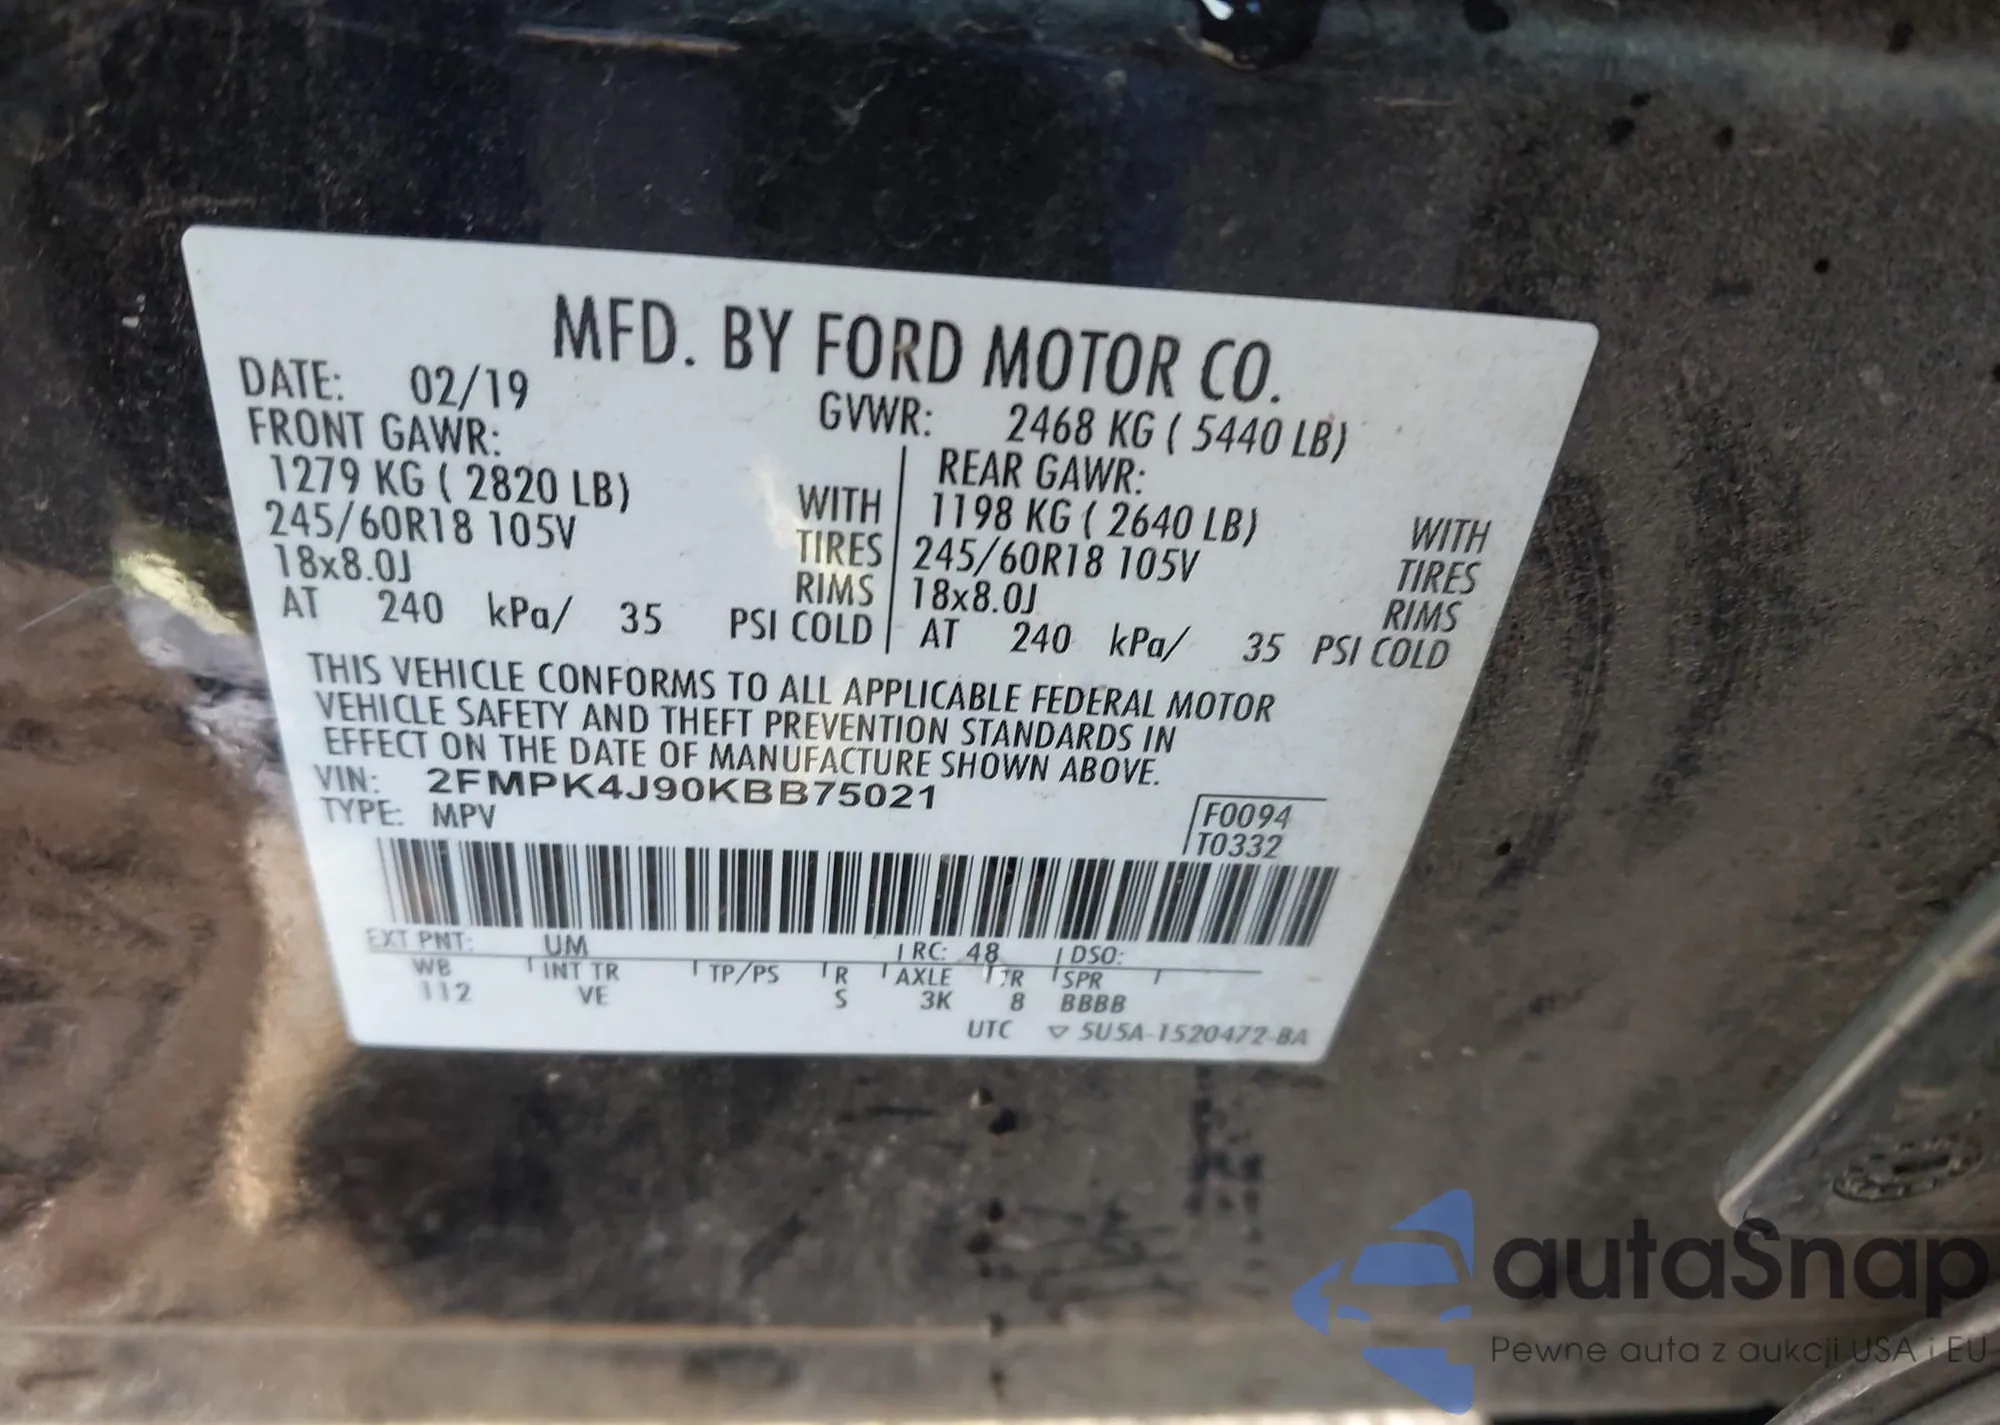 MFD. BY FORD MOTOR CO.
DATE: 02/19 GVWR: 2468 KG ( 5440 LB)
FRONT GAWR: REAR GAWR:
1279 KG ( 2820 LB) WITH 1198 KG ( 2640 LB) WITH
245/60R18 105V TIRES 245/60R18 105V TIRES
18x8.0J RIMS 18x8.0J RIMS
AT 240 kPa/ 35 PSI COLD AT 240 kPa/ 35 PSI COLD
THIS VEHICLE CONFORMS TO ALL APPLICABLE FEDERAL MOTOR
VEHICLE SAFETY AND THEFT PREVENTION STANDARDS IN
EFFECT ON THE DATE OF MANUFACTURE SHOWN ABOVE.
VIN: 2FMPK4J90KBB75021
TYPE: MPV F0094
T0332
EXT PNT: UM RC: 48 DSO:
WB INT TR TP/PS R AXLE TR SPR
112 VE S 3K 8 BBBB
UTC ▽ 5U5A-1520472-BA
autaSnap
Pewne auta z aukcji USA i EU